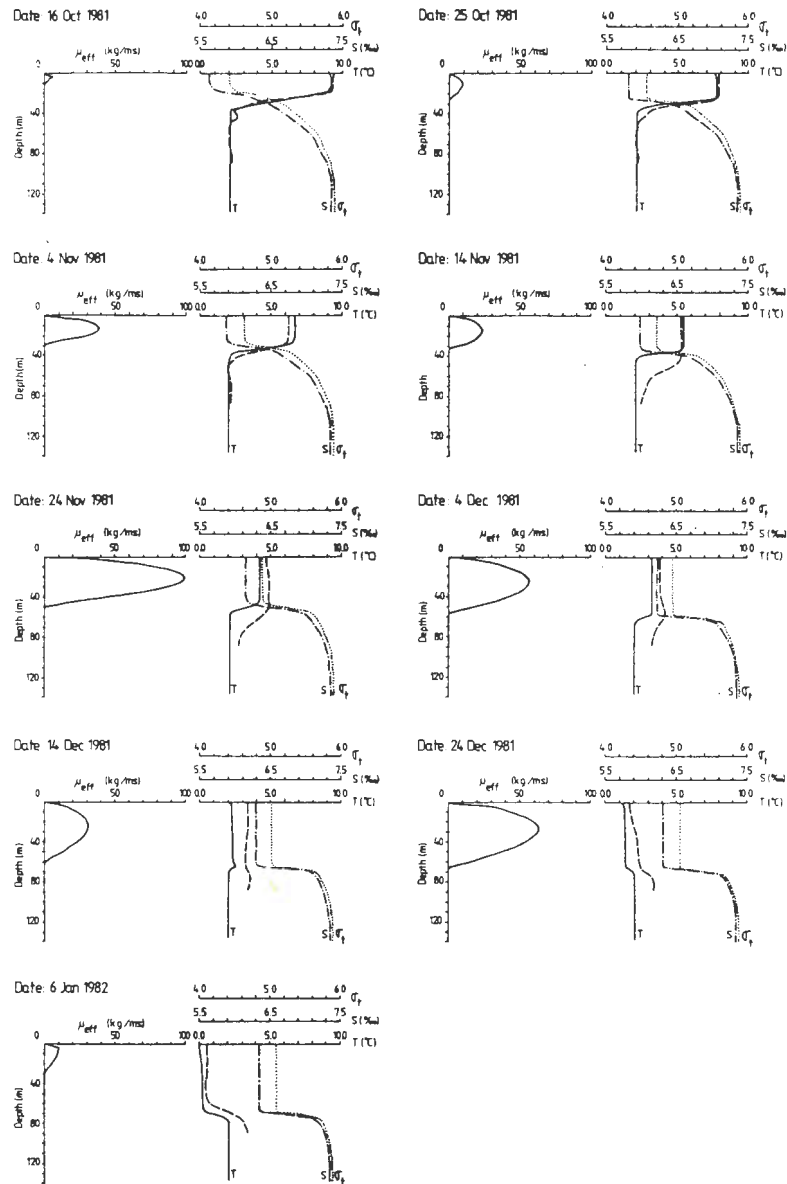 Date: 16 Oct 1981
4.0 5.0 6.0 σt
5.5 6.5 7.5 S (‰)
0 μeff (kg/ms) 50 100 0.0 5.0 10.0 T (°C)
Depth (m)
40
80
120
T S σt
Date: 25 Oct 1981
4.0 5.0 6.0 σt
5.5 6.5 7.5 S (‰)
0 μeff (kg/ms) 50 100 0.0 5.0 10.0 T (°C)
Depth (m)
40
80
120
T S σt
Date: 4 Nov 1981
4.0 5.0 6.0 σt
5.5 6.5 7.5 S (‰)
0 μeff (kg/ms) 50 100 0.0 5.0 10.0 T (°C)
Depth (m)
40
80
120
T S σt
Date: 14 Nov 1981
4.0 5.0 6.0 σt
5.5 6.5 7.5 S (‰)
0 μeff (kg/ms) 50 100 0.0 5.0 10.0 T (°C)
Depth
40
80
120
T S σt
Date: 24 Nov 1981
4.0 5.0 6.0 σt
5.5 6.5 7.5 S (‰)
0 μeff (kg/ms) 50 100 0.0 5.0 10.0 T (°C)
Depth (m)
40
80
120
T S σt
Date: 4 Dec 1981
4.0 5.0 6.0 σt
5.5 6.5 7.5 S (‰)
0 μeff (kg/ms) 50 100 0.0 5.0 10.0 T (°C)
Depth (m)
40
80
120
T S σt
Date: 14 Dec 1981
4.0 5.0 6.0 σt
5.5 6.5 7.5 S (‰)
0 μeff (kg/ms) 50 100 0.0 5.0 10.0 T (°C)
Depth (m)
40
80
120
T S σt
Date: 24 Dec 1981
4.0 5.0 6.0 σt
5.5 6.5 7.5 S (‰)
0 μeff (kg/ms) 50 100 0.0 5.0 10.0 T (°C)
Depth (m)
40
80
120
T S σt
Date: 6 Jan 1982
4.0 5.0 6.0 σt
5.5 6.5 7.5 S (‰)
0 μeff (kg/ms) 50 100 0.0 5.0 10.0 T (°C)
Depth (m)
40
80
120
T S σt